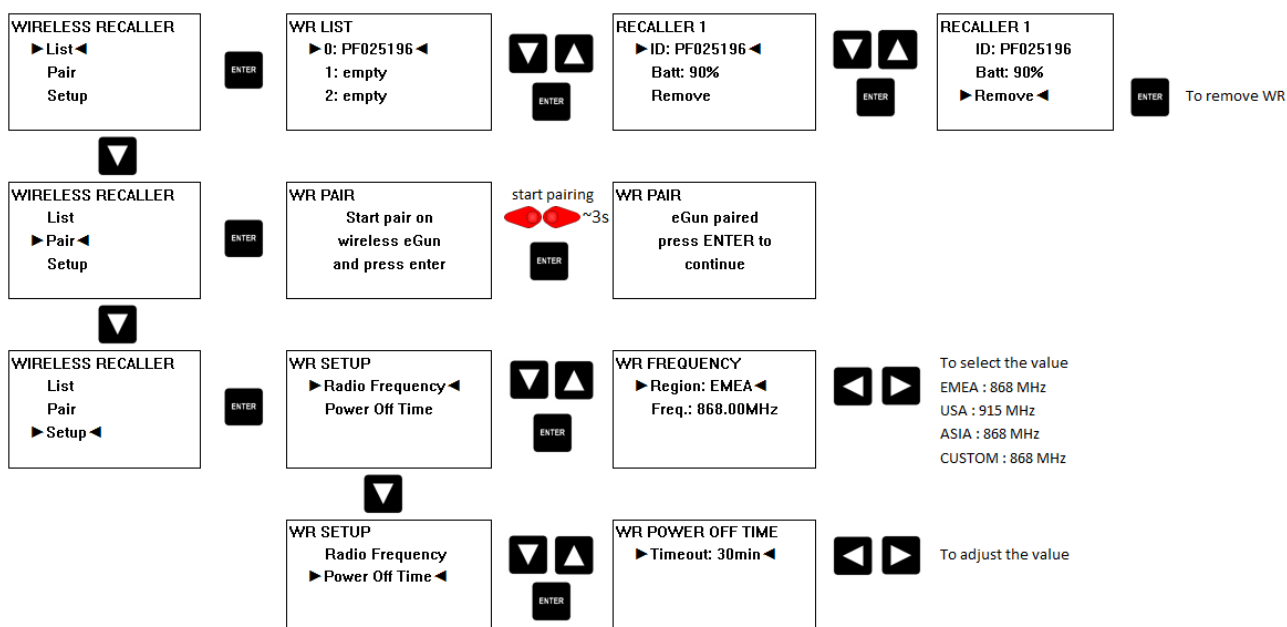 WIRELESS RECALLER
►List◄
Pair
Setup
ENTER
WR LIST
►0: PF025196◄
1: empty
2: empty
ENTER
RECALLER 1
►ID: PF025196◄
Batt: 90%
Remove
ENTER
RECALLER 1
ID: PF025196
Batt: 90%
►Remove◄
ENTER
To remove WR
WIRELESS RECALLER
List
►Pair◄
Setup
ENTER
WR PAIR
Start pair on
wireless eGun
and press enter
start pairing
~3s
ENTER
WR PAIR
eGun paired
press ENTER to
continue
WIRELESS RECALLER
List
Pair
►Setup◄
ENTER
WR SETUP
►Radio Frequency◄
Power Off Time
ENTER
WR FREQUENCY
►Region: EMEA◄
Freq.: 868.00MHz
To select the value
EMEA : 868 MHz
USA : 915 MHz
ASIA : 868 MHz
CUSTOM : 868 MHz
WR SETUP
Radio Frequency
►Power Off Time◄
ENTER
WR POWER OFF TIME
►Timeout: 30min◄
To adjust the value